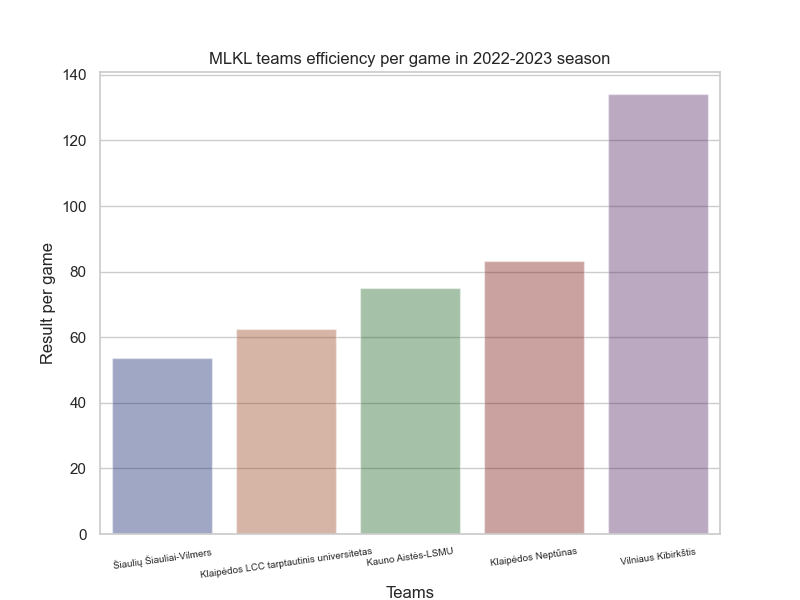 MLKL teams efficiency per game in 2022-2023 season
140
120
100
80
60
40
20
0
Result per game
Šiaulių Šiauliai-Vilmers
Klaipėdos LCC tarptautinis universitetas
Kauno Aistės-LSMU
Klaipėdos Neptūnas
Vilniaus Kibirkštis
Teams